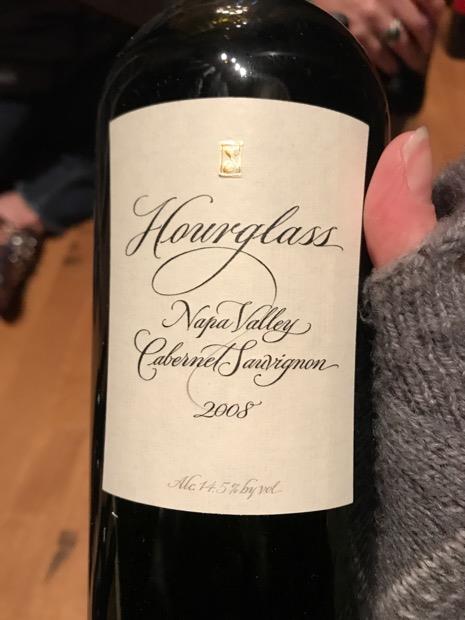 Hourglass
Napa Valley
Cabernet Sauvignon
2008
Alc. 14.5% by vol.